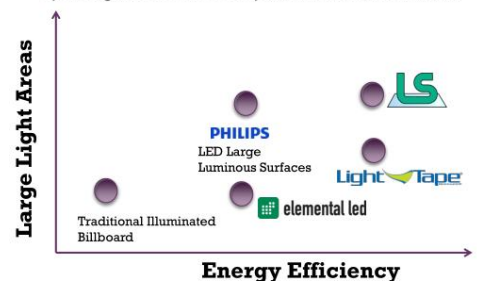 Large Light Areas
LS
PHILIPS
LED Large
Luminous Surfaces
Light Tape
elemental led
Traditional Illuminated
Billboard
Energy Efficiency